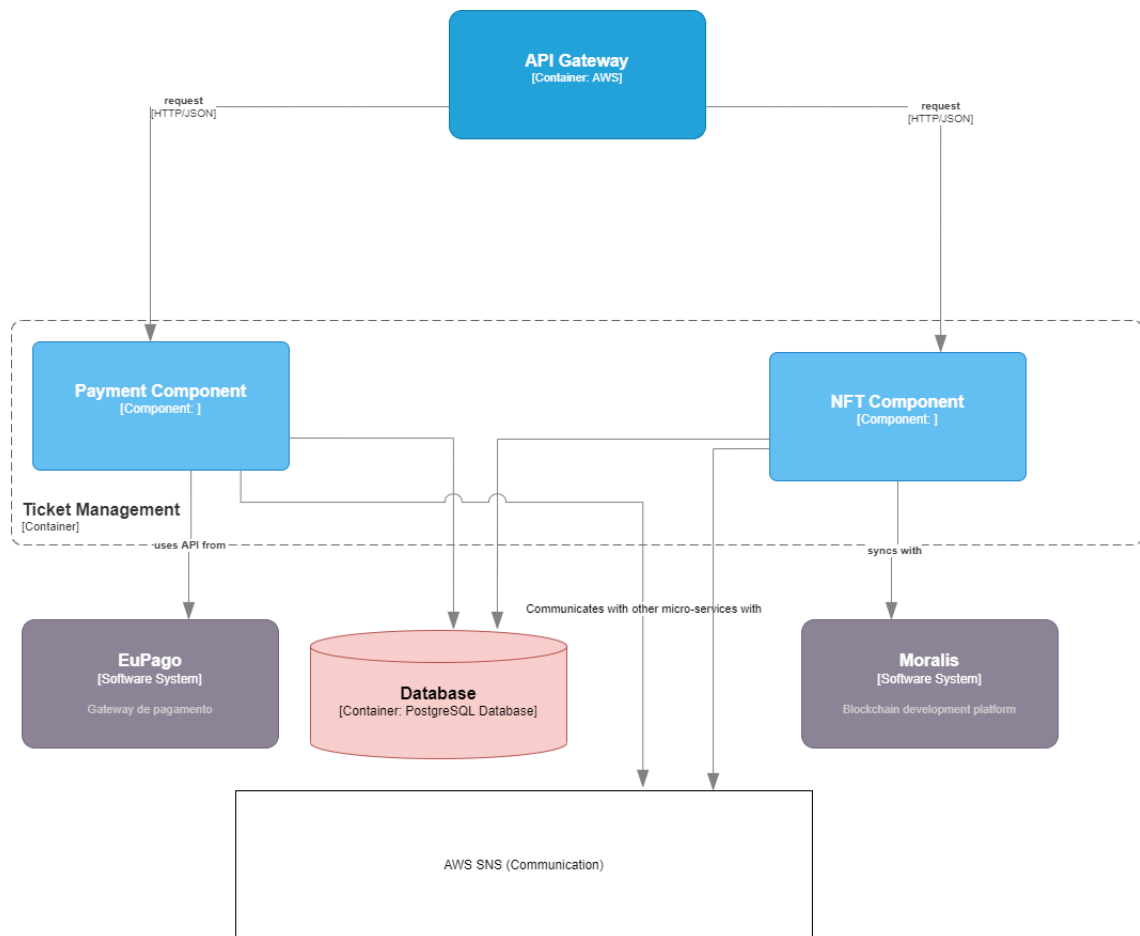 API Gateway
[Container: AWS]
request
[HTTP/JSON]
request
[HTTP/JSON]
Payment Component
[Component: ]
NFT Component
[Component: ]
Ticket Management
[Container]
uses API from
syncs with
Communicates with other micro-services with
EuPago
[Software System]
Gateway de pagamento
Database
[Container: PostgreSQL Database]
Moralis
[Software System]
Blockchain development platform
AWS SNS (Communication)